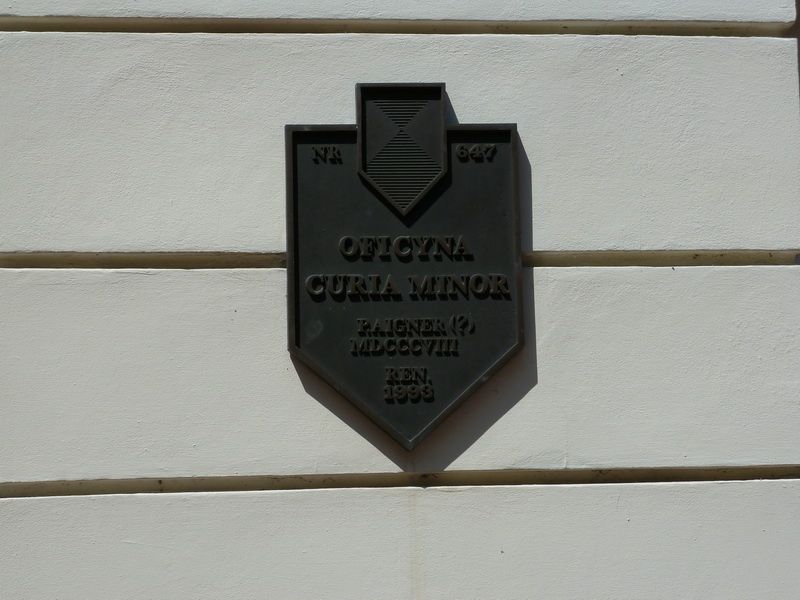 NR 647
OFICYNA
CURIA MINOR
P.AIGNER (?)
MDCCCVIII
REN.
1993